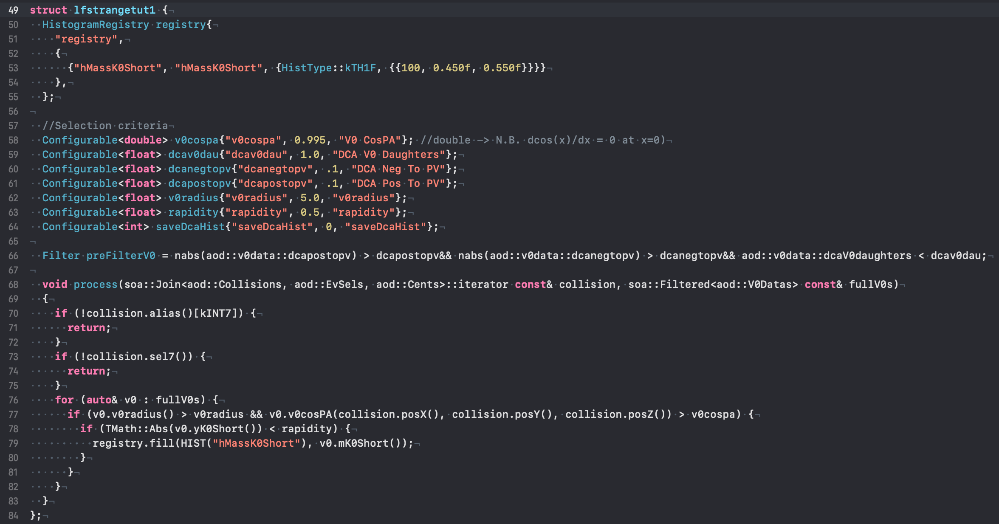 49 struct lfstrangetut1 {¬
50 ··HistogramRegistry·registry{¬
51 ····"registry",¬
52 ····{¬
53 ······{"hMassK0Short",·"hMassK0Short",·{HistType::kTH1F,·{{100,·0.450f,·0.550f}}}}¬
54 ····},¬
55 ··};¬
56 ¬
57 ··//Selection·criteria¬
58 ··Configurable<double>·v0cospa{"v0cospa",·0.995,·"V0·CosPA"};·//double·->·N.B.·dcos(x)/dx·=·0·at·x=0)¬
59 ··Configurable<float>·dcav0dau{"dcav0dau",·1.0,·"DCA·V0·Daughters"};¬
60 ··Configurable<float>·dcanegtopv{"dcanegtopv",·.1,·"DCA·Neg·To·PV"};¬
61 ··Configurable<float>·dcapostopv{"dcapostopv",·.1,·"DCA·Pos·To·PV"};¬
62 ··Configurable<float>·v0radius{"v0radius",·5.0,·"v0radius"};¬
63 ··Configurable<float>·rapidity{"rapidity",·0.5,·"rapidity"};¬
64 ··Configurable<int>·saveDcaHist{"saveDcaHist",·0,·"saveDcaHist"};¬
65 ¬
66 ··Filter·preFilterV0·=·nabs(aod::v0data::dcapostopv)·>·dcapostopv&&·nabs(aod::v0data::dcanegtopv)·>·dcanegtopv&&·aod::v0data::dcaV0daughters·<·dcav0dau;¬
67 ¬
68 ··void·process(soa::Join<aod::Collisions,·aod::EvSels,·aod::Cents>::iterator·const&·collision,·soa::Filtered<aod::V0Datas>·const&·fullV0s)¬
69 ··{¬
70 ····if·(!collision.alias()[kINT7])·{¬
71 ······return;¬
72 ····}¬
73 ····if·(!collision.sel7())·{¬
74 ······return;¬
75 ····}¬
76 ····for·(auto&·v0·:·fullV0s)·{¬
77 ······if·(v0.v0radius()·>·v0radius·&&·v0.v0cosPA(collision.posX(),·collision.posY(),·collision.posZ())·>·v0cospa)·{¬
78 ········if·(TMath::Abs(v0.yK0Short())·<·rapidity)·{¬
79 ··········registry.fill(HIST("hMassK0Short"),·v0.mK0Short());¬
80 ········}¬
81 ······}¬
82 ····}¬
83 ··}¬
84 };¬